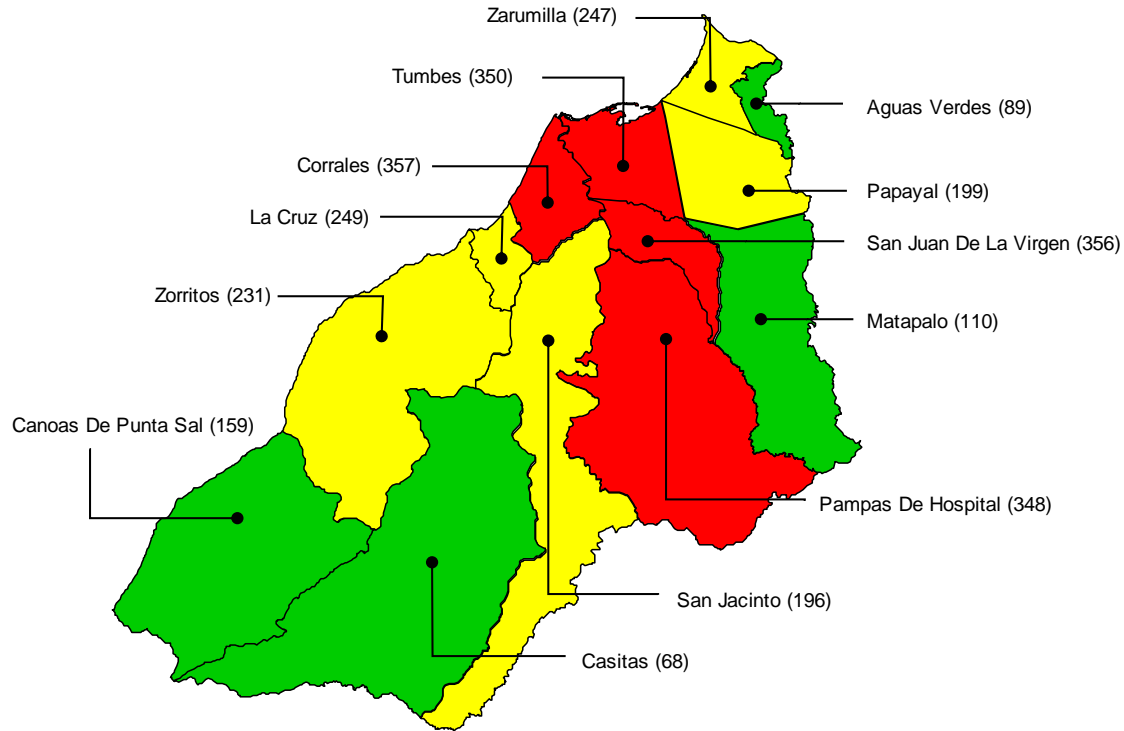 Zarumilla (247)
Tumbes (350)
Aguas Verdes (89)
Corrales (357)
Papayal (199)
La Cruz (249)
San Juan De La Virgen (356)
Zorritos (231)
Matapalo (110)
Canoas De Punta Sal (159)
Pampas De Hospital (348)
San Jacinto (196)
Casitas (68)